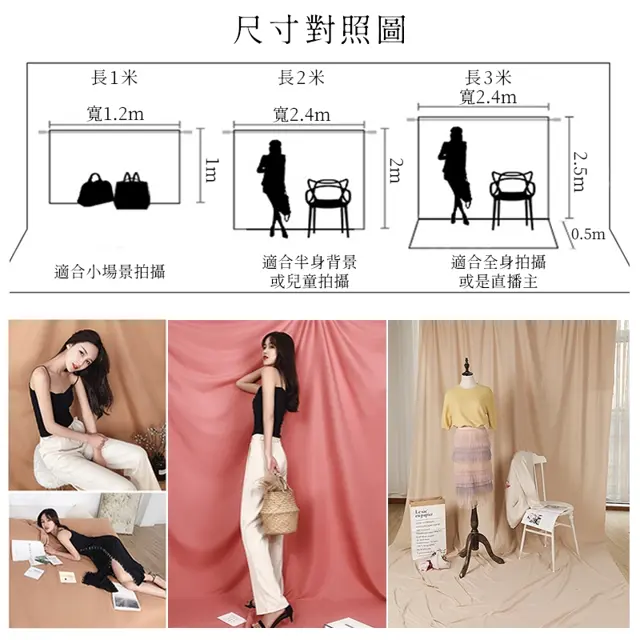 尺寸對照圖
長1米
寬1.2m
1m
適合小場景拍攝
長2米
寬2.4m
2m
適合半身背景
或兒童拍攝
長3米
寬2.4m
2.5m
0.5m
適合全身拍攝
或是直播主